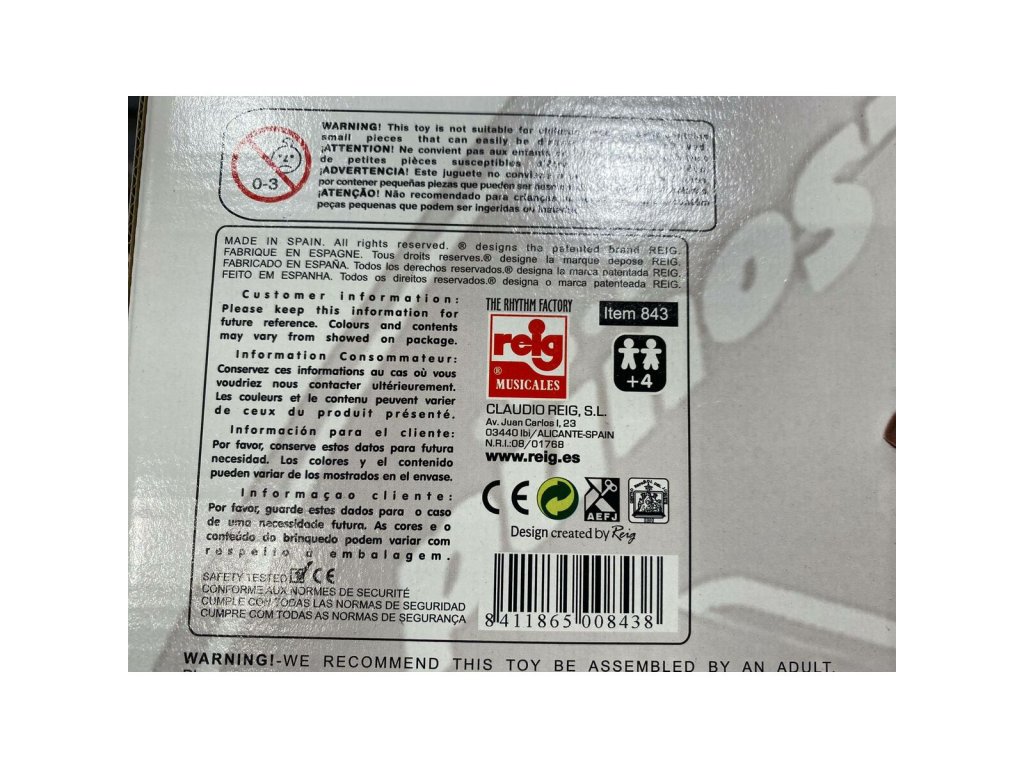 WARNING! This toy is not suitable for
small pieces that can easily be
¡ATTENTION! Ne convient pas aux enfants
de petites pièces susceptibles
¡ADVERTENCIA! Este juguete no
por contener pequeñas piezas que pueden ser
¡ATENÇÃO! Não recomendado para crianças
peças pequenas que podem ser ingeridas ou
0-3
MADE IN SPAIN. All rights reserved. ® designs the patented brand REIG.
FABRIQUE EN ESPAGNE. Tous droits reserves.® designe la marque depose REIG.
FABRICADO EN ESPAÑA. Todos los derechos reservados.® designa la marca patentada REIG.
FEITO EM ESPANHA. Todos os direitos reservados.® designa o marca patenteada REIG.
Customer information:
Please keep this information for
future reference. Colours and contents
may vary from showed on package.
Information Consommateur:
Conservez ces informations au cas où vous
voudriez nous contacter ultérieurement.
Les couleurs et le contenu peuvent varier
de ceux du produit présenté.
Información para el cliente:
Por favor, conserve estos datos para futura
necesidad. Los colores y el contenido
pueden variar de los mostrados en el envase.
Informaçao cliente:
Por favor, guarde estes dados para o caso
de uma necessidade futura. As cores e o
conteúdo do brinquedo podem variar com
respeito a embalagem.
SAFETY TESTED CE
CONFORME AUX NORMES DE SECURITÉ
CUMPLE CON TODAS LAS NORMAS DE SEGURIDAD
CUMPRE COM TODAS AS NORMAS DE SEGURANÇA
THE RHYTHM FACTORY
reig
®
MUSICALES
Item 843
+4
CLAUDIO REIG, S.L.
Av. Juan Carlos I, 23
03440 Ibi/ALICANTE-SPAIN
N.R.I.:08/01768
www.reig.es
CE
AEFJ
Design created by Reig
8 411865 008438
WARNING!-WE RECOMMEND THIS TOY BE ASSEMBLED BY AN ADULT.